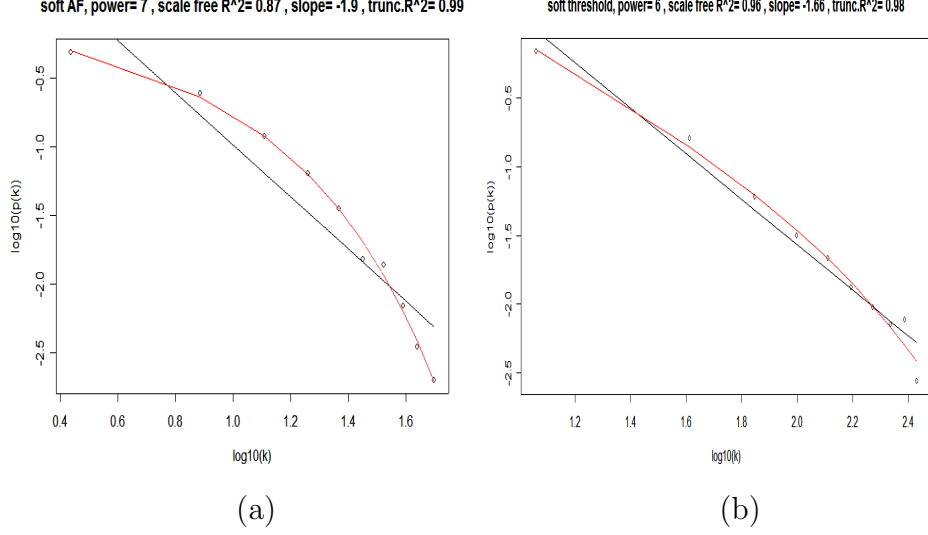 soft AF, power= 7 , scale free R^2= 0.87 , slope= -1.9 , trunc.R^2= 0.99
soft threshold, power= 6 , scale free R^2= 0.96 , slope= -1.66 , trunc.R^2= 0.98
log10(p(k))
-0.5
-1.0
-1.5
-2.0
-2.5
0.4 0.6 0.8 1.0 1.2 1.4 1.6
log10(k)
(a)
log10(p(k))
-0.5
-1.0
-1.5
-2.0
-2.5
1.2 1.4 1.6 1.8 2.0 2.2 2.4
log10(k)
(b)